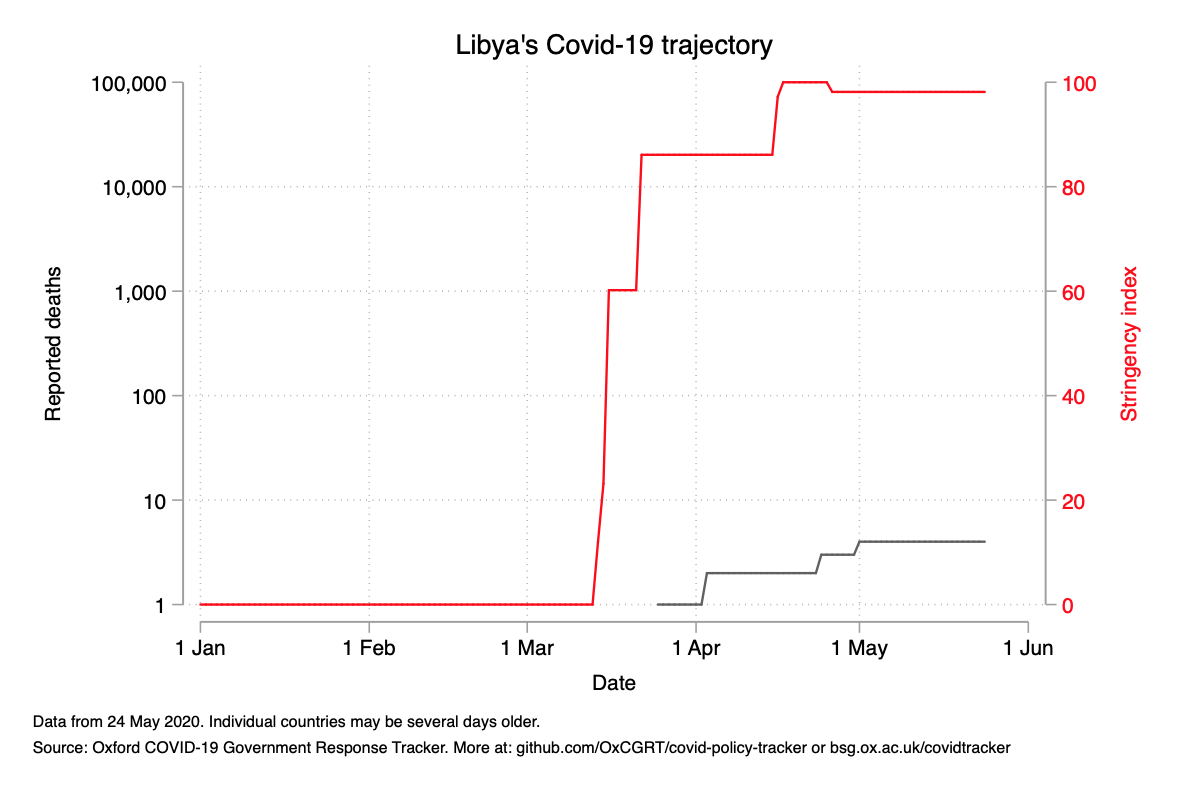 Libya's Covid-19 trajectory
100,000
10,000
1,000
100
10
1
Reported deaths
100
80
60
40
20
0
Stringency index
1 Jan
1 Feb
1 Mar
1 Apr
1 May
1 Jun
Date
Data from 24 May 2020. Individual countries may be several days older.
Source: Oxford COVID-19 Government Response Tracker. More at: github.com/OxCGRT/covid-policy-tracker or bsg.ox.ac.uk/covidtracker